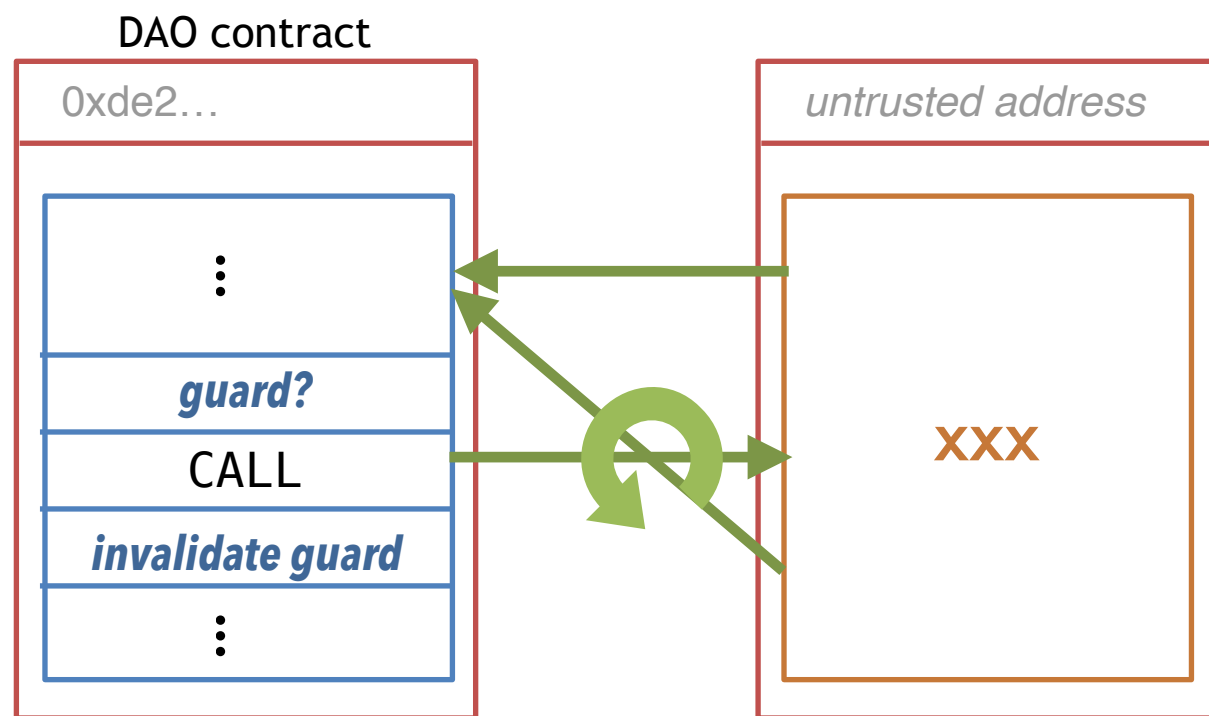 DAO contract
0xde2…
untrusted address
⋮
guard?
CALL
xxx
invalidate guard
⋮